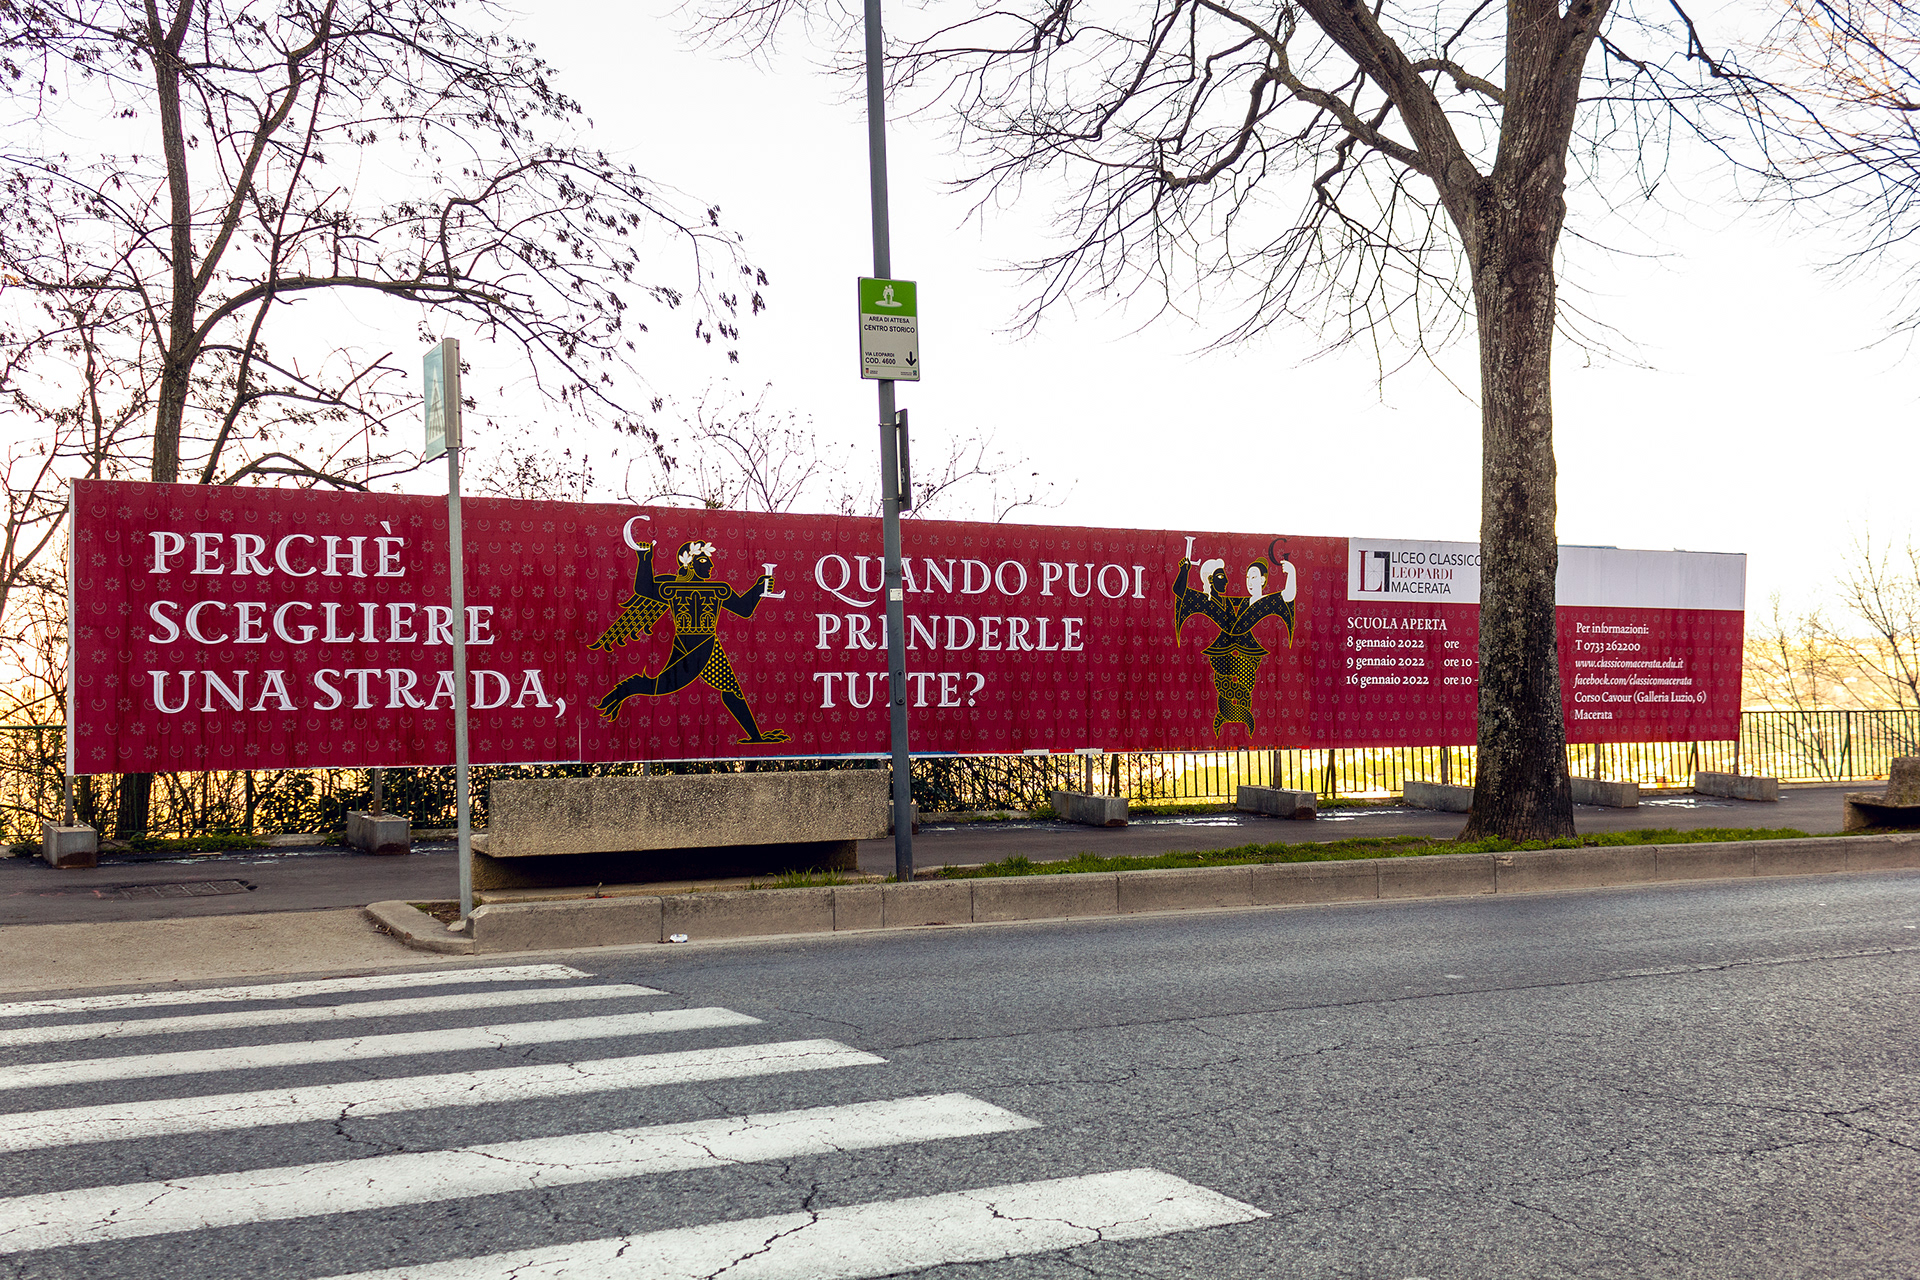 AREA DI ATTESA
CENTRO STORICO
VIA LEOPARDI
COD. 4600
PERCHÈ
SCEGLIERE
UNA STRADA,
C
L
QUANDO PUOI
PRENDERLE
TUTTE?
L
G
LICEO CLASSICO
LEOPARDI
MACERATA
SCUOLA APERTA
8 gennaio 2022 ore
9 gennaio 2022 ore 10 -
16 gennaio 2022 ore 10 -
Per informazioni:
T 0733 262200
www.classicomacerata.edu.it
facebook.com/classicomacerata
Corso Cavour (Galleria Luzio, 6)
Macerata